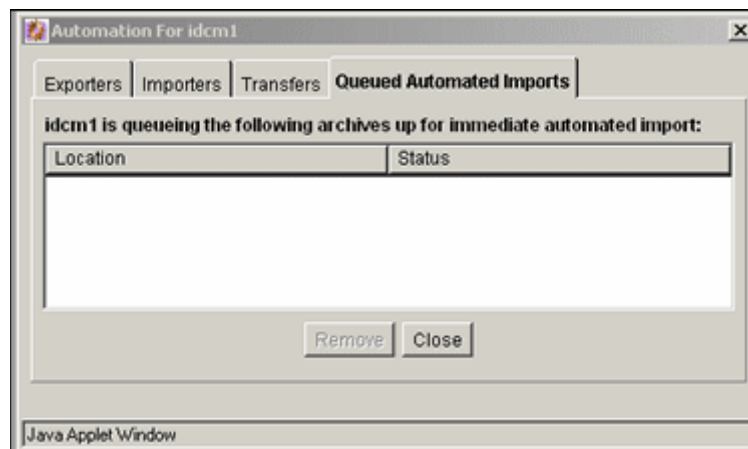 Automation For idcm1
Exporters Importers Transfers Queued Automated Imports
idcm1 is queueing the following archives up for immediate automated import:
Location Status
Remove Close
Java Applet Window